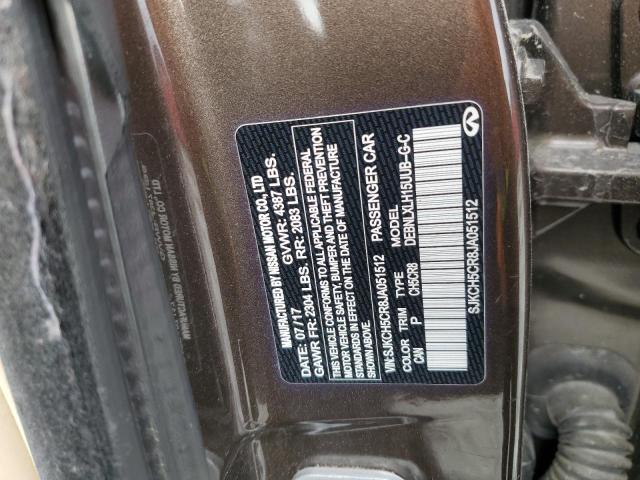 MANUFACTURED BY NISSAN MOTOR CO., LTD
DATE: 07/17 GVWR: 4387 LBS.
GAWR FR: 2304 LBS. RR: 2083 LBS.
THIS VEHICLE CONFORMS TO ALL APPLICABLE FEDERAL
MOTOR VEHICLE SAFETY, BUMPER AND THEFT PREVENTION
STANDARDS IN EFFECT ON THE DATE OF MANUFACTURE
SHOWN ABOVE.
VIN: SJKCH5CR8JA051512 PASSENGER CAR
COLOR TRIM TYPE MODEL
CAN P CH5CR8 DEBNLXLH15UUB-G-C
SJKCH5CR8JA051512